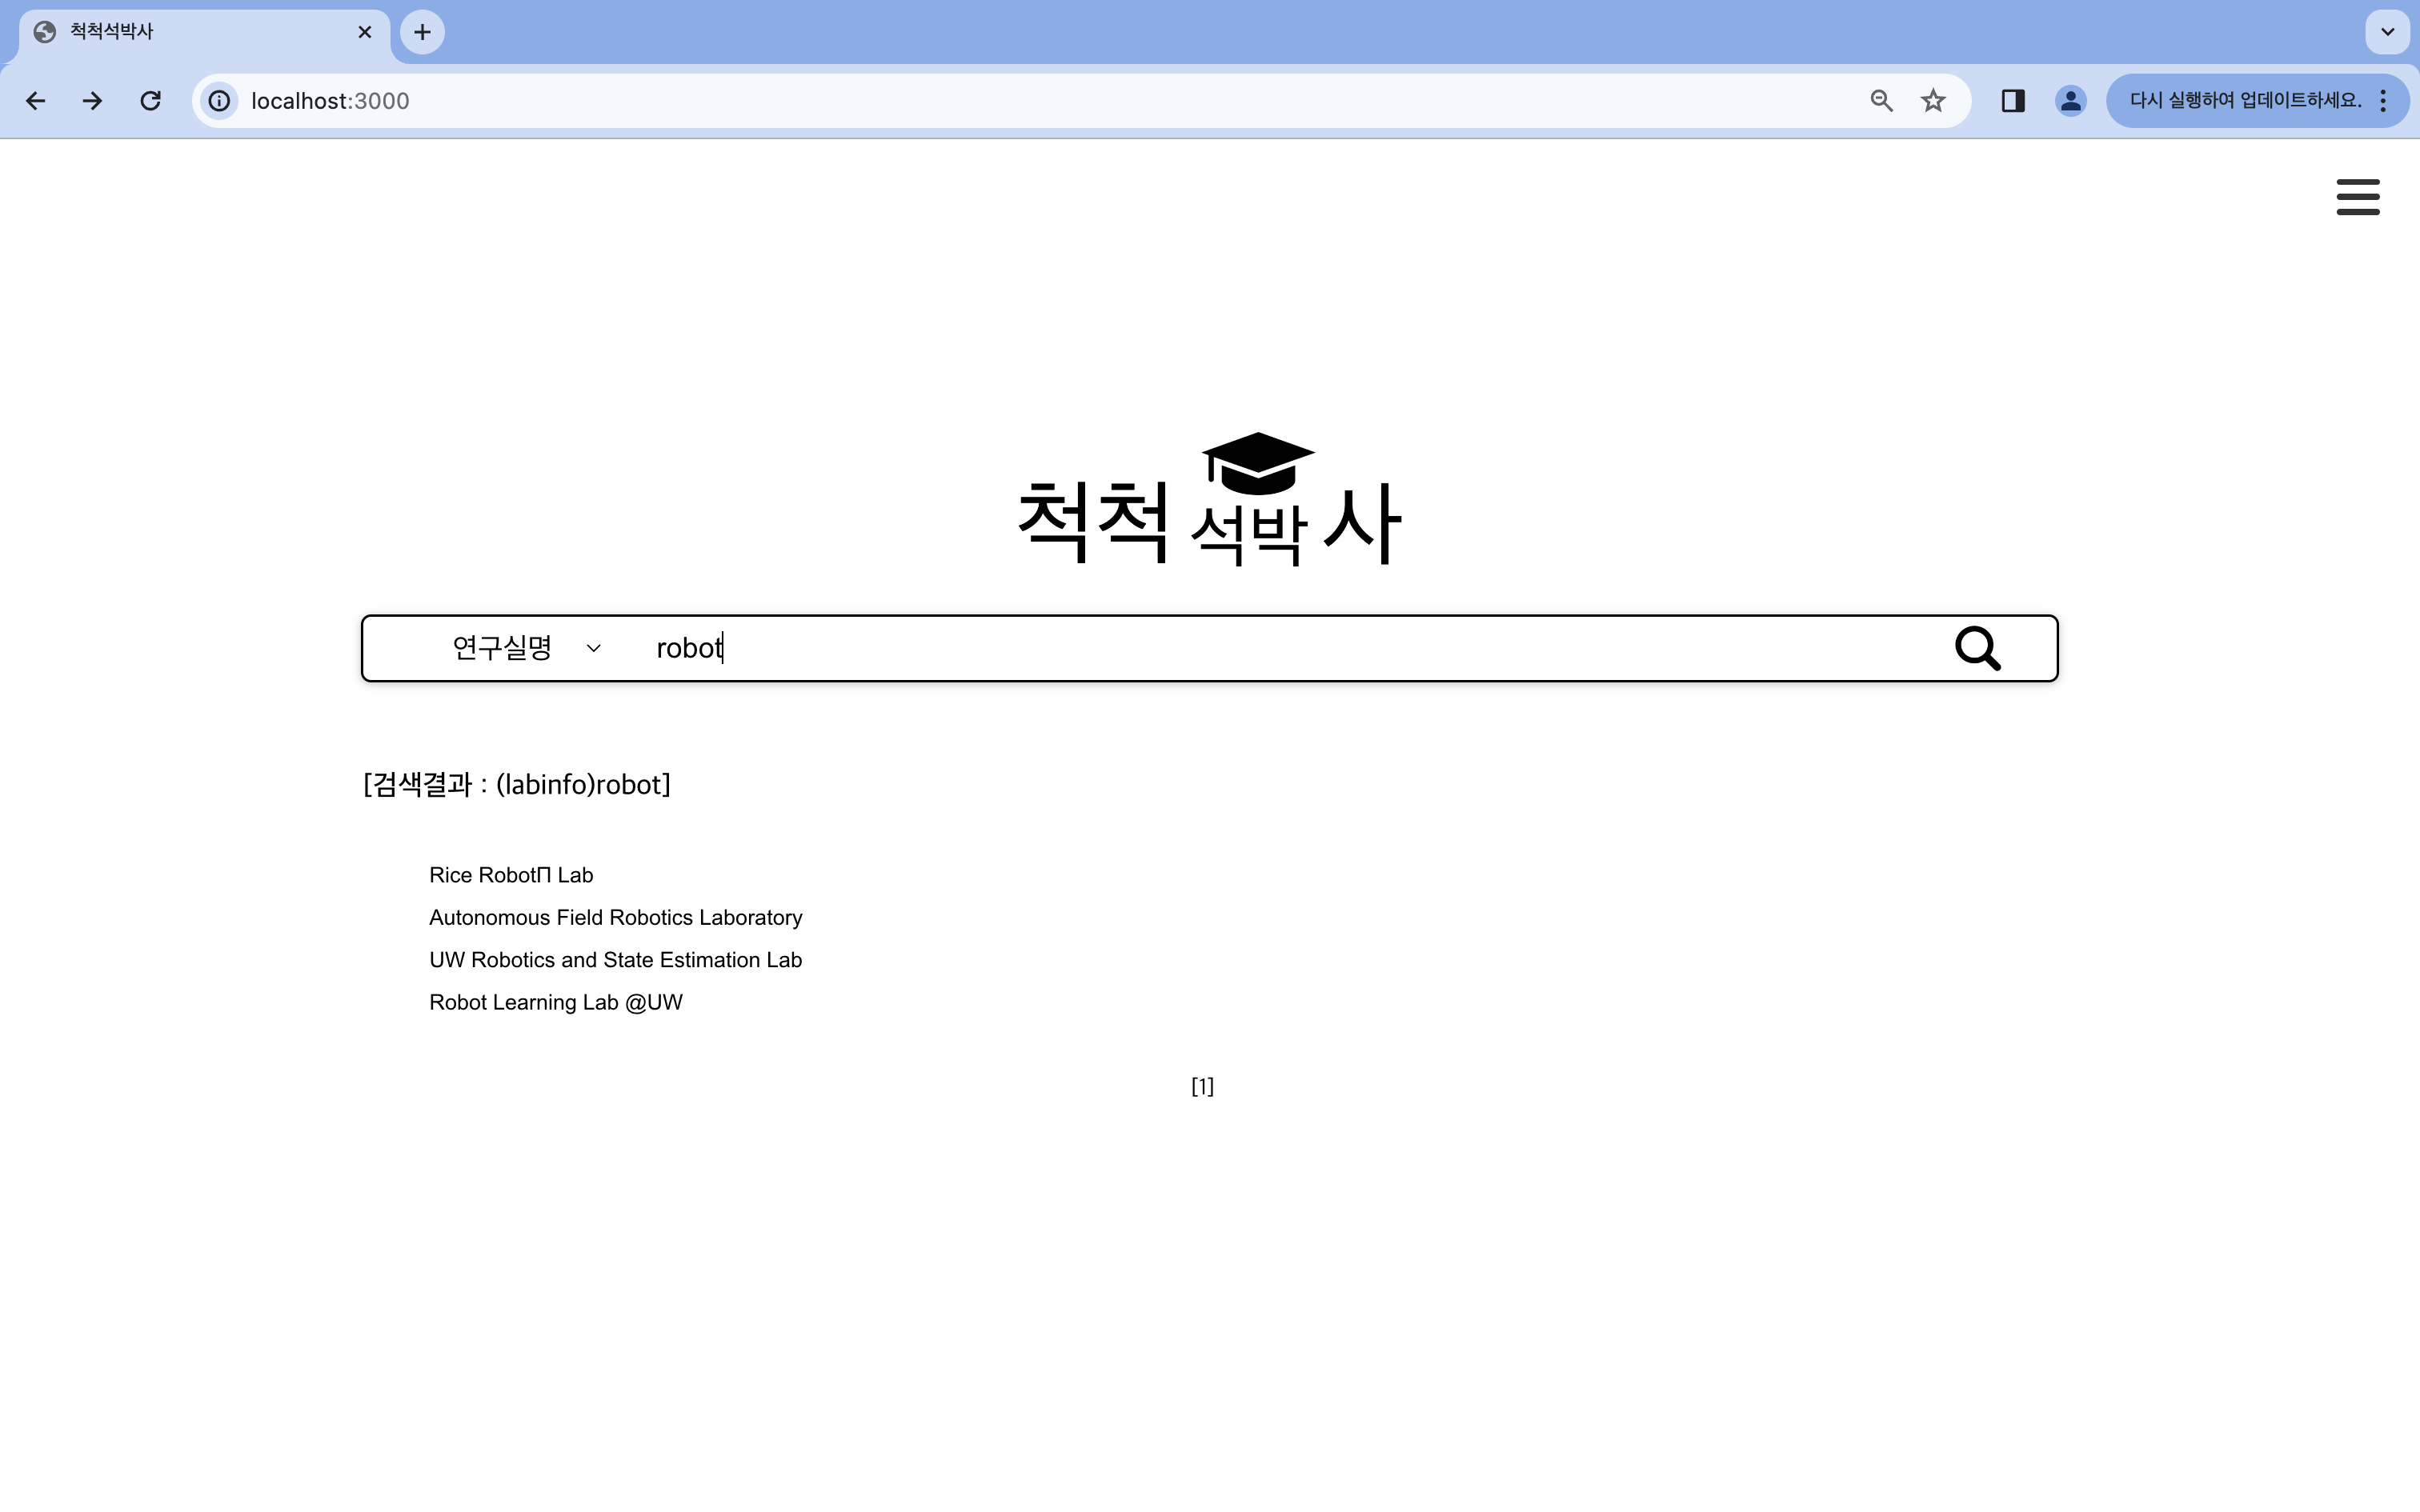 척척석박사
localhost:3000
다시 실행하여 업데이트하세요.
척척 석박 사
연구실명 robot
[검색결과 : (labinfo)robot]
Rice RobotΠ Lab
Autonomous Field Robotics Laboratory
UW Robotics and State Estimation Lab
Robot Learning Lab @UW
[1]